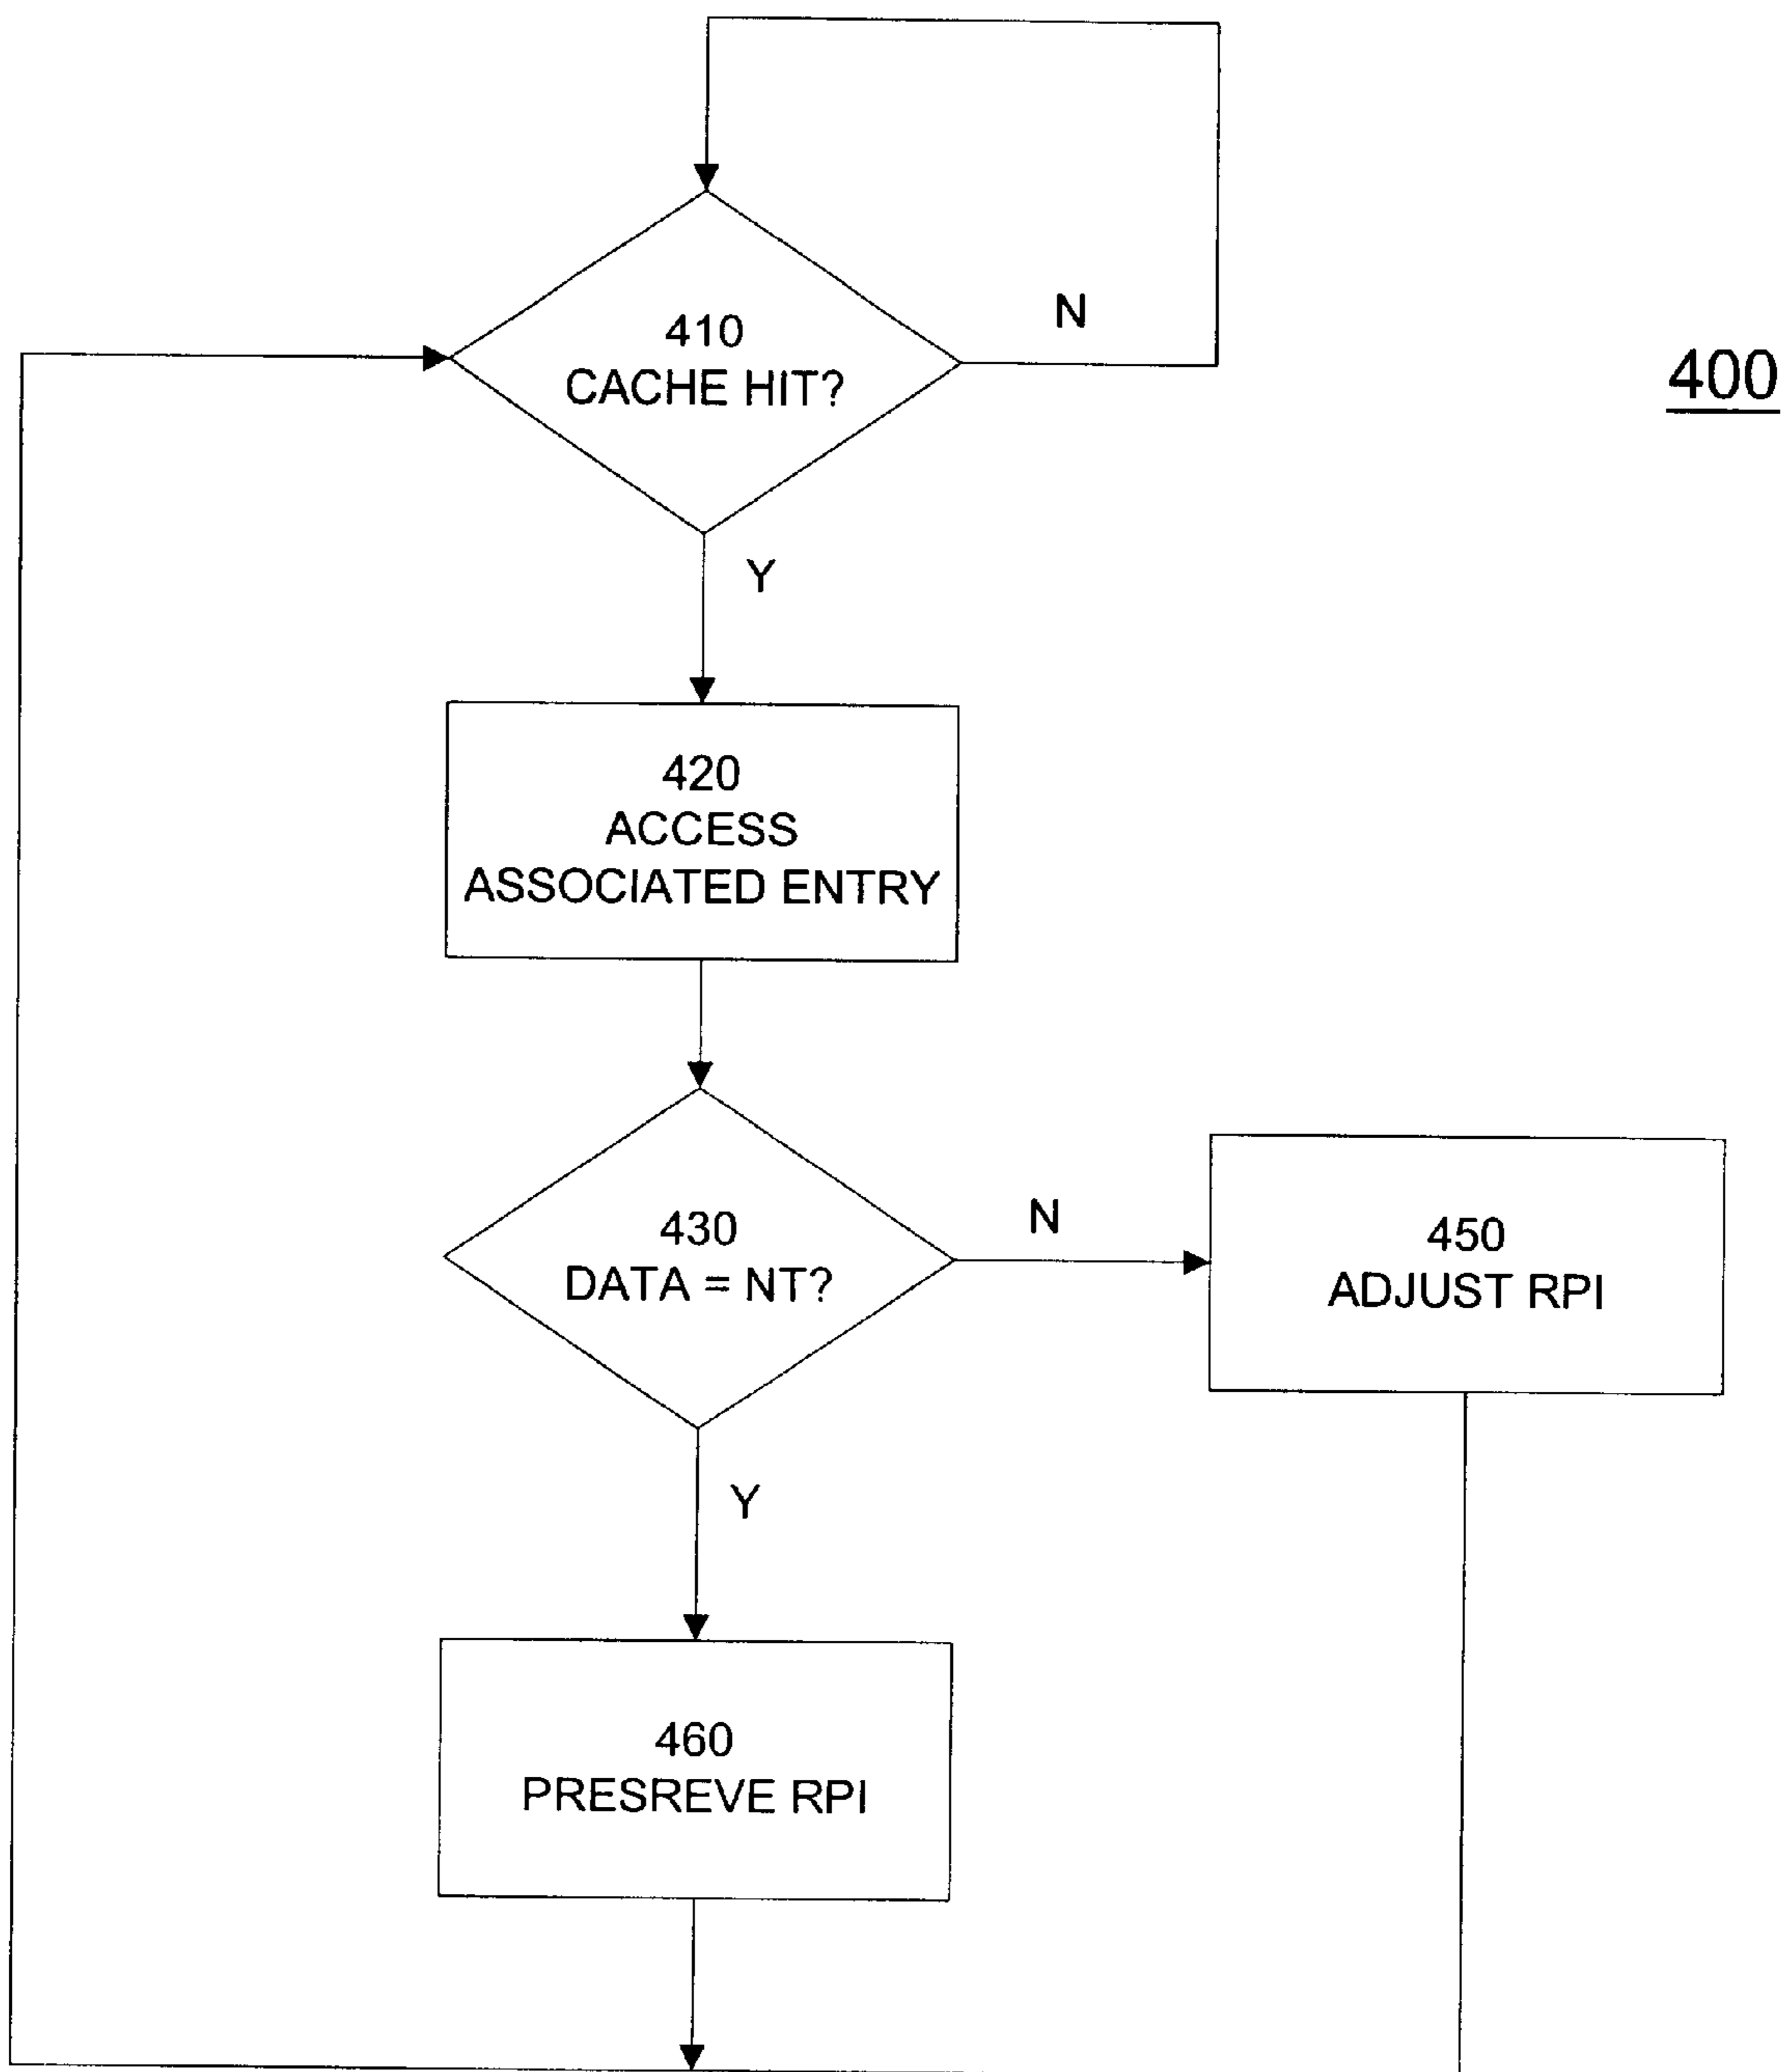 410
CACHE HIT?
N
400
Y
420
ACCESS
ASSOCIATED ENTRY
430
DATA = NT?
N
450
ADJUST RPI
Y
460
PRESREVE RPI